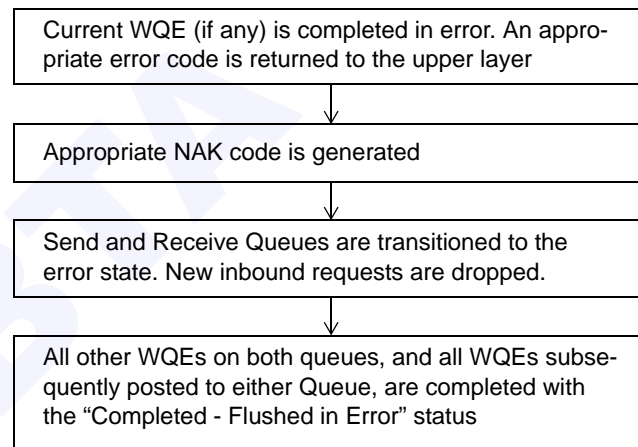 Current WQE (if any) is completed in error. An appro-
priate error code is returned to the upper layer
Appropriate NAK code is generated
Send and Receive Queues are transitioned to the
error state. New inbound requests are dropped.
All other WQEs on both queues, and all WQEs subse-
quently posted to either Queue, are completed with
the “Completed - Flushed in Error” status
BTA